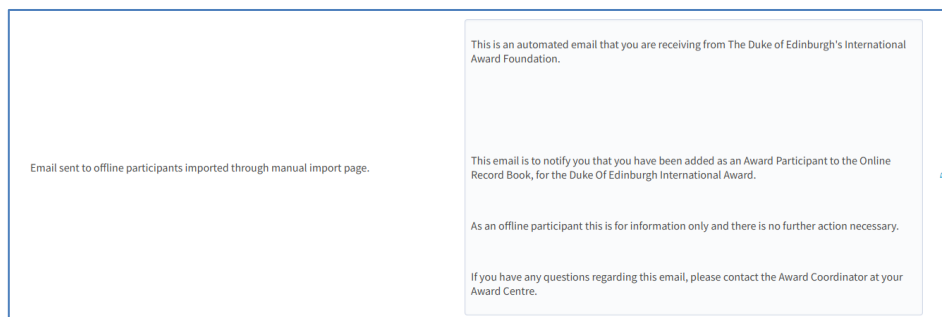 This is an automated email that you are receiving from The Duke of Edinburgh's International
Award Foundation.
Email sent to offline participants imported through manual import page.
This email is to notify you that you have been added as an Award Participant to the Online
Record Book, for the Duke Of Edinburgh International Award.
As an offline participant this is for information only and there is no further action necessary.
If you have any questions regarding this email, please contact the Award Coordinator at your
Award Centre.